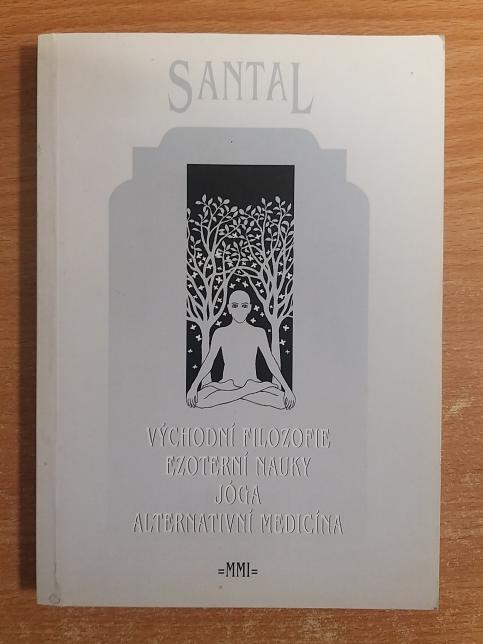 SANTAL
VÝCHODNÍ FILOZOFIE,
EZOTERNÍ NAUKY
JÓGA
ALTERNATIVNÍ MEDICÍNA
=MMI=